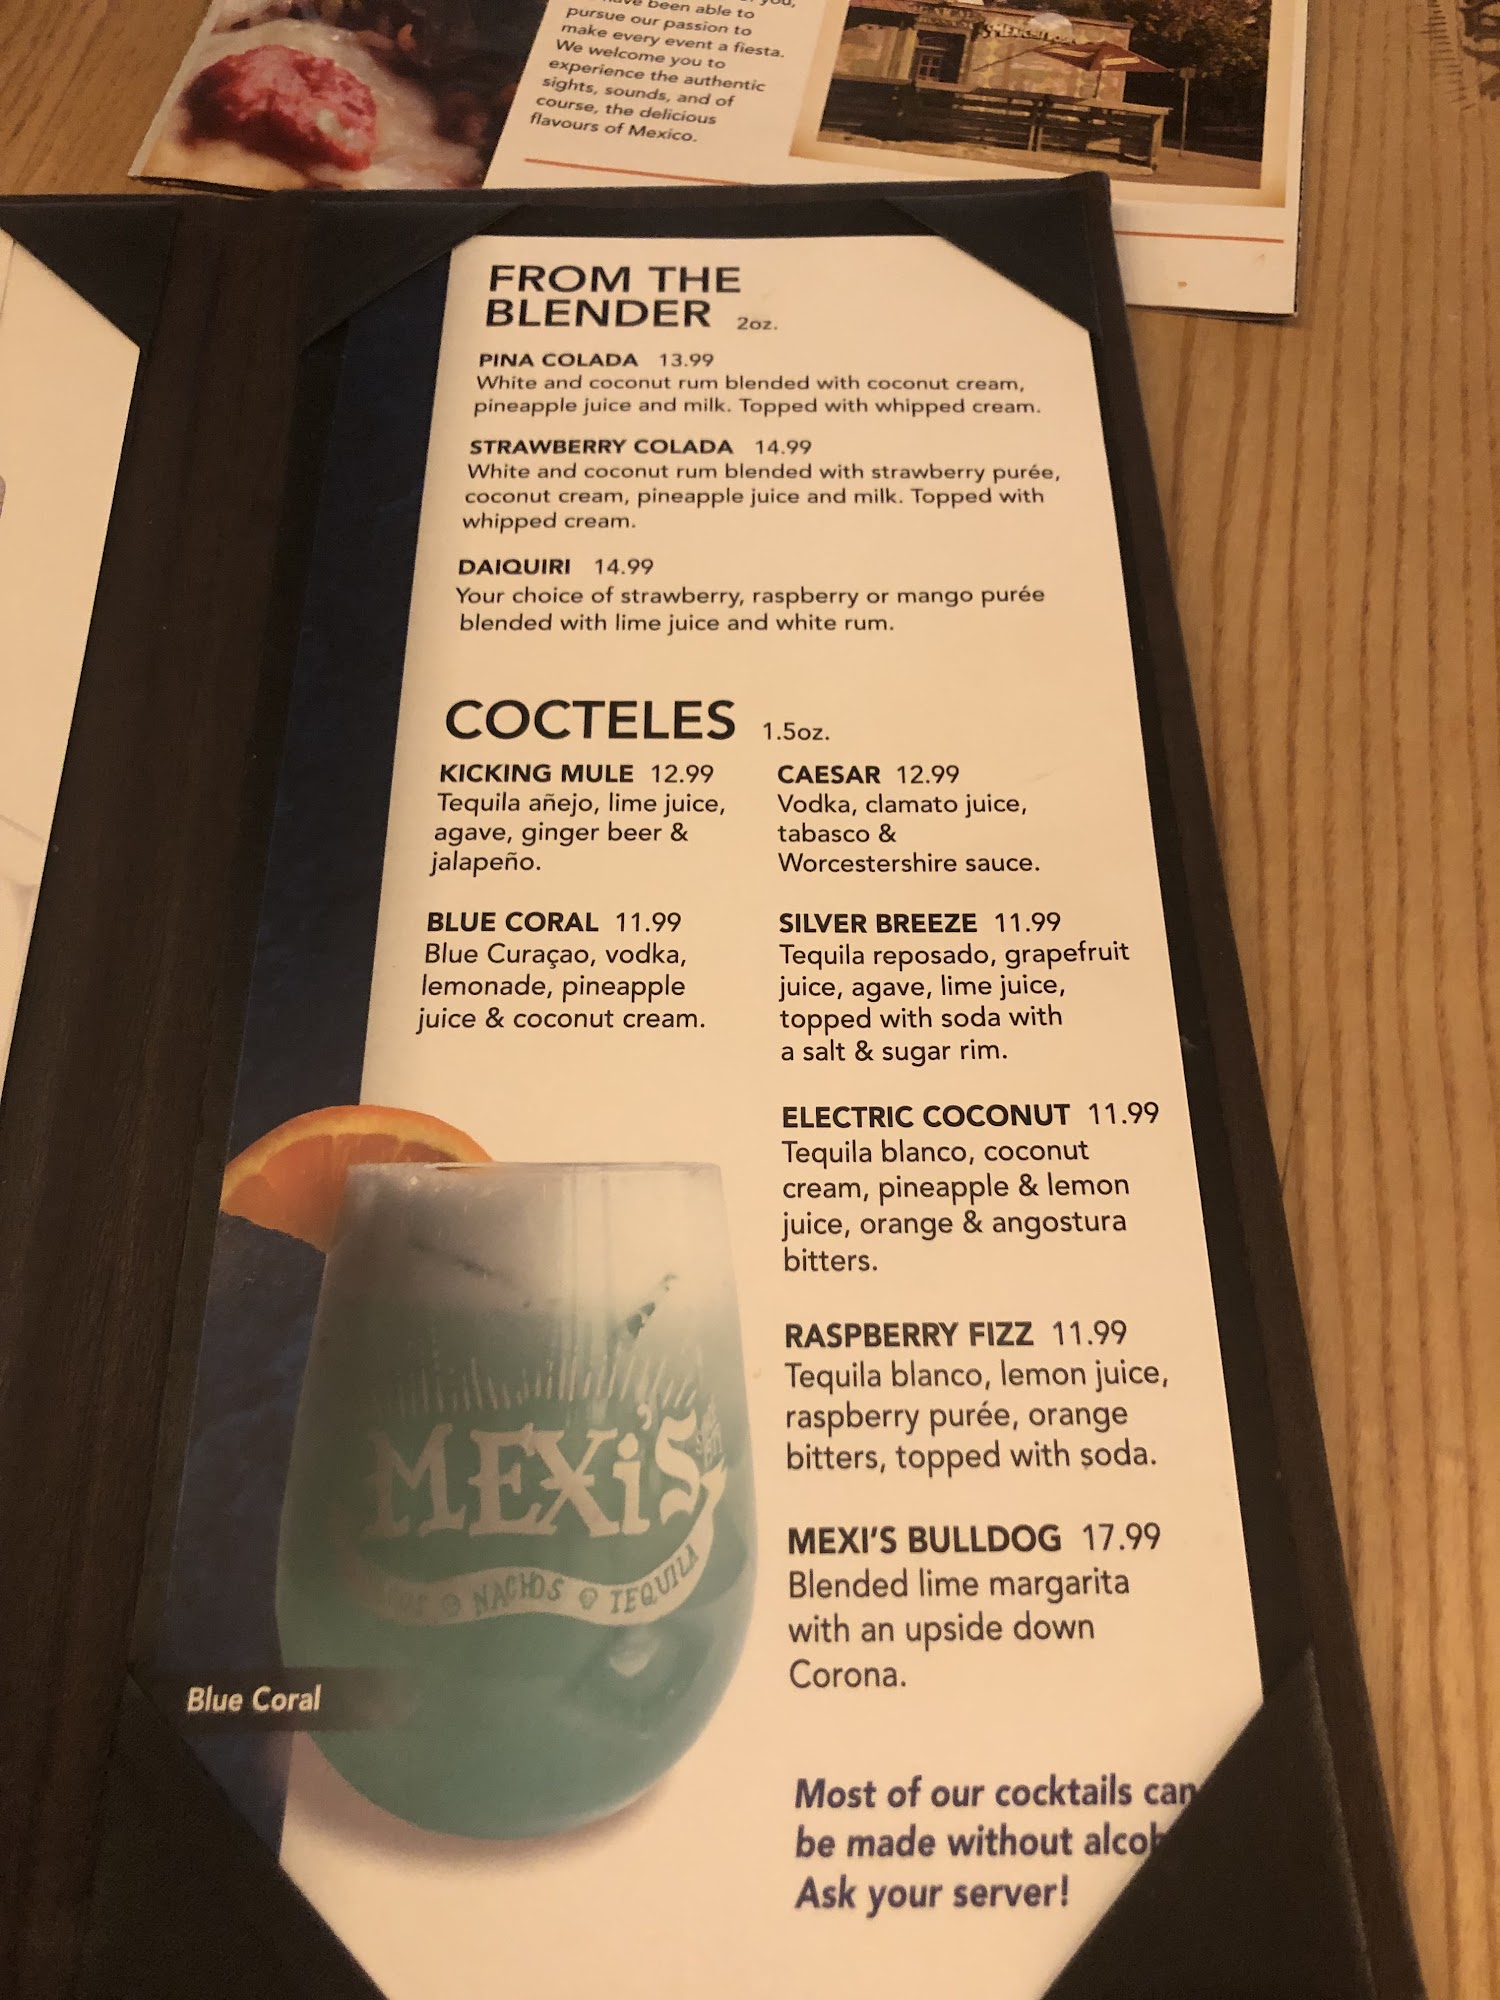 have been able to
pursue our passion to
make every event a fiesta.
We welcome you to
experience the authentic
sights, sounds, and of
course, the delicious
flavours of Mexico.
FROM THE
BLENDER 2oz.
PINA COLADA 13.99
White and coconut rum blended with coconut cream,
pineapple juice and milk. Topped with whipped cream.
STRAWBERRY COLADA 14.99
White and coconut rum blended with strawberry purée,
coconut cream, pineapple juice and milk. Topped with
whipped cream.
DAIQUIRI 14.99
Your choice of strawberry, raspberry or mango purée
blended with lime juice and white rum.
COCTELES 1.5oz.
KICKING MULE 12.99
Tequila añejo, lime juice,
agave, ginger beer &
jalapeño.
BLUE CORAL 11.99
Blue Curaçao, vodka,
lemonade, pineapple
juice & coconut cream.
CAESAR 12.99
Vodka, clamato juice,
tabasco &
Worcestershire sauce.
SILVER BREEZE 11.99
Tequila reposado, grapefruit
juice, agave, lime juice,
topped with soda with
a salt & sugar rim.
ELECTRIC COCONUT 11.99
Tequila blanco, coconut
cream, pineapple & lemon
juice, orange & angostura
bitters.
RASPBERRY FIZZ 11.99
Tequila blanco, lemon juice,
raspberry purée, orange
bitters, topped with soda.
MEXI'S BULLDOG 17.99
Blended lime margarita
with an upside down
Corona.
MEXi'S
NACHOS TEQUILA
Blue Coral
Most of our cocktails can
be made without
Ask your server!